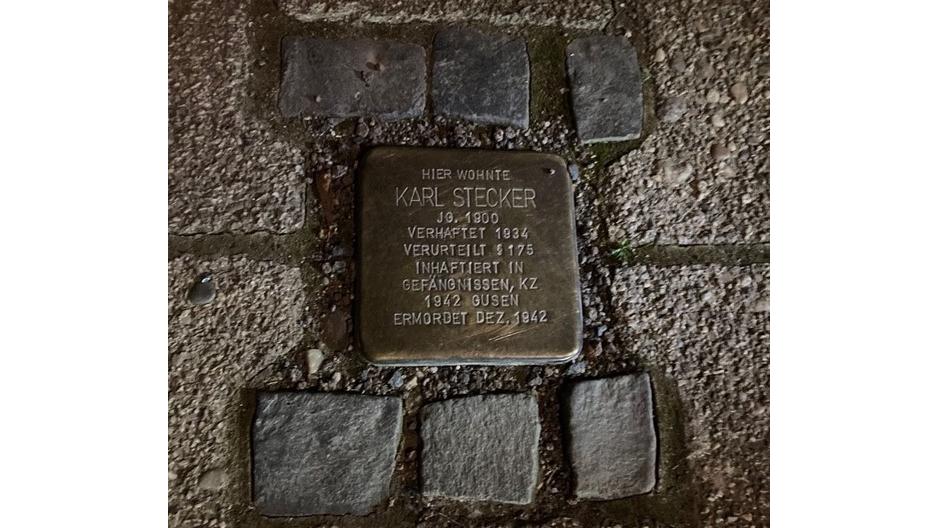 HIER WOHNTE
KARL STECKER
JG. 1900
VERHAFTET 1934
VERURTEILT §175
INHAFTIERT IN
GEFÄNGNISSEN, KZ
1942 GUSEN
ERMORDET DEZ. 1942